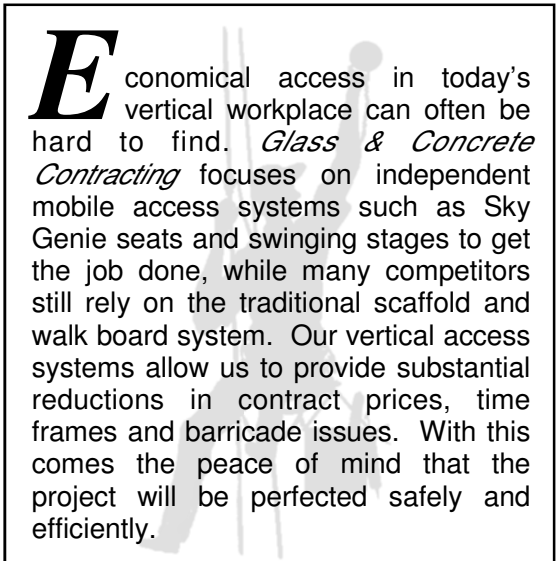 Economical access in today's
vertical workplace can often be
hard to find. Glass & Concrete
Contracting focuses on independent
mobile access systems such as Sky
Genie seats and swinging stages to get
the job done, while many competitors
still rely on the traditional scaffold and
walk board system. Our vertical access
systems allow us to provide substantial
reductions in contract prices, time
frames and barricade issues. With this
comes the peace of mind that the
project will be perfected safely and
efficiently.